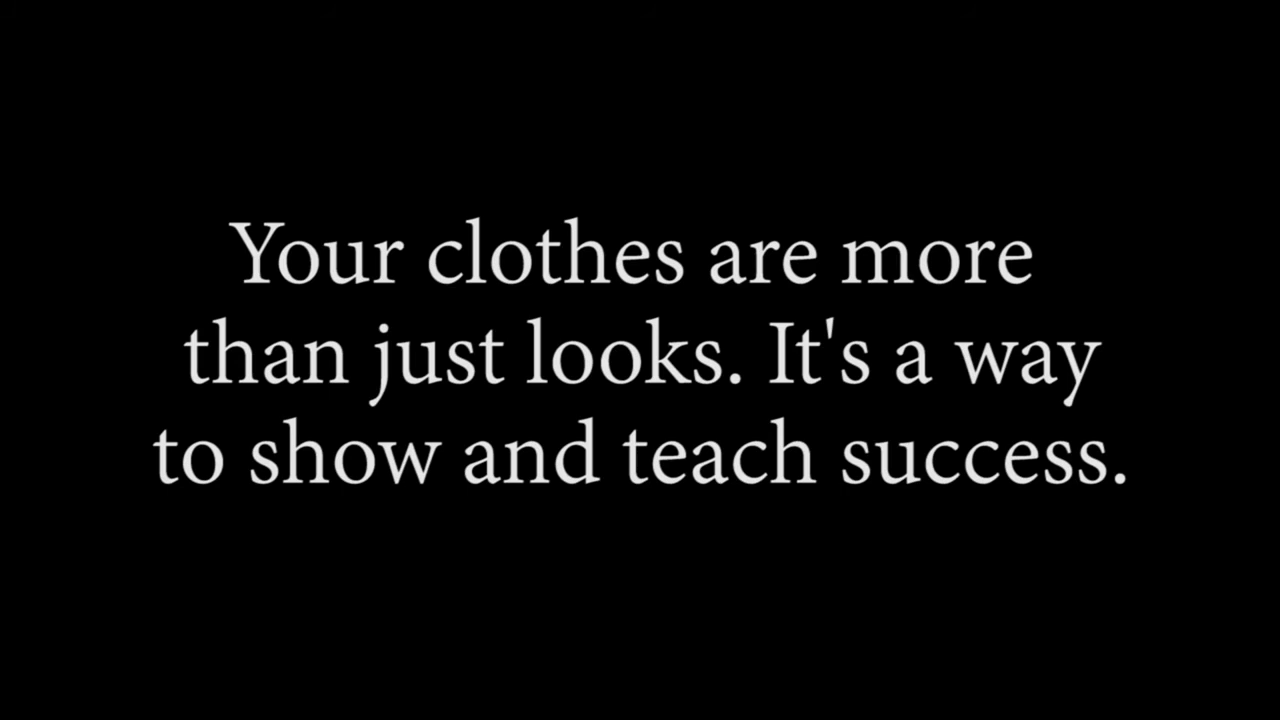 Your clothes are more
than just looks. It's a way
to show and teach success.